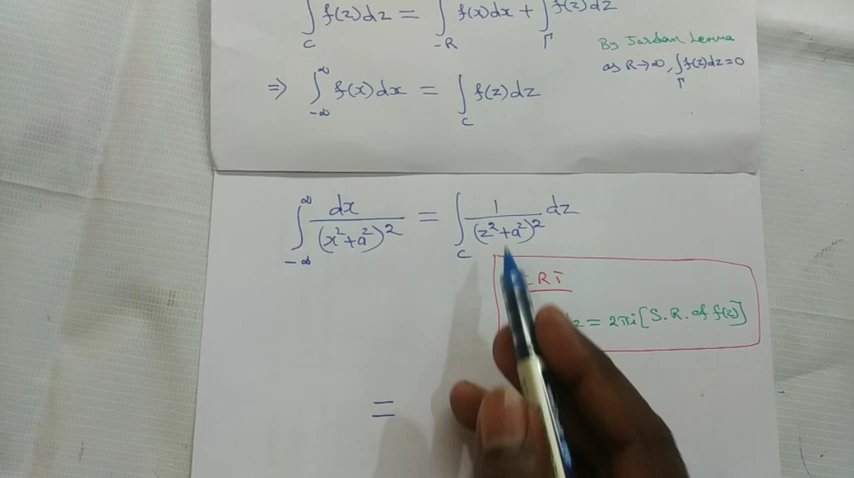 ∫_C f(z)dz = ∫_{-R} f(x)dx + ∫_Γ f(z)dz
By Jordan Lemma
as R→∞, ∫_Γ f(z)dz=0
⇒ ∫_{-∞}^{∞} f(x)dx = ∫_C f(z)dz
∫_{-∞}^{∞} dx/(x²+a²)² = ∫_C 1/(z²+a²)² dz
RT
dz = 2πi[S.R. of f(z)]
=